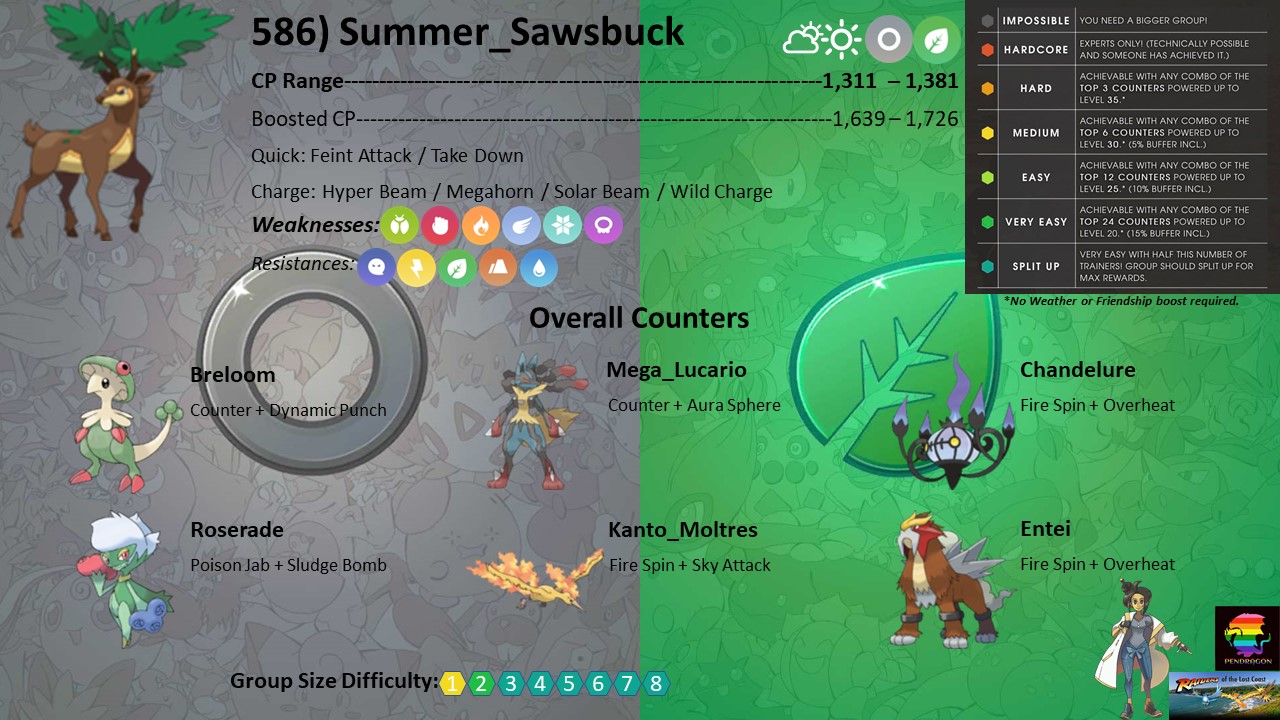 586) Summer_Sawsbuck
CP Range------------------------------------------------------------------------------------1,311 – 1,381
Boosted CP------------------------------------------------------------------------------------1,639 – 1,726
Quick: Feint Attack / Take Down
Charge: Hyper Beam / Megahorn / Solar Beam / Wild Charge
Weaknesses:
Resistances:
IMPOSSIBLE YOU NEED A BIGGER GROUP!
HARDCORE EXPERTS ONLY! (TECHNICALLY POSSIBLE
AND SOMEONE HAS ACHIEVED IT.)
HARD ACHIEVABLE WITH ANY COMBO OF THE
TOP 3 COUNTERS POWERED UP TO
LEVEL 35.*
MEDIUM ACHIEVABLE WITH ANY COMBO OF THE
TOP 6 COUNTERS POWERED UP TO
LEVEL 30.* (5% BUFFER INCL.)
EASY ACHIEVABLE WITH ANY COMBO OF THE
TOP 12 COUNTERS POWERED UP TO
LEVEL 25.* (10% BUFFER INCL.)
VERY EASY ACHIEVABLE WITH ANY COMBO OF THE
TOP 24 COUNTERS POWERED UP TO
LEVEL 20.* (15% BUFFER INCL.)
SPLIT UP VERY EASY WITH HALF THIS NUMBER OF
TRAINERS! GROUP SHOULD SPLIT UP FOR
MAX REWARDS.
*No Weather or Friendship boost required.
Overall Counters
Breloom
Counter + Dynamic Punch
Mega_Lucario
Counter + Aura Sphere
Chandelure
Fire Spin + Overheat
Roserade
Poison Jab + Sludge Bomb
Kanto_Moltres
Fire Spin + Sky Attack
Entei
Fire Spin + Overheat
Group Size Difficulty: 1 2 3 4 5 6 7 8
PENDRAGON
RAIDERS of the Lost Coast